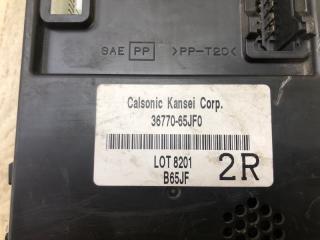 SAE PP >PP-T20<
Calsonic Kansei Corp.
36770-65JF0
LOT 8201
B65JF 2R